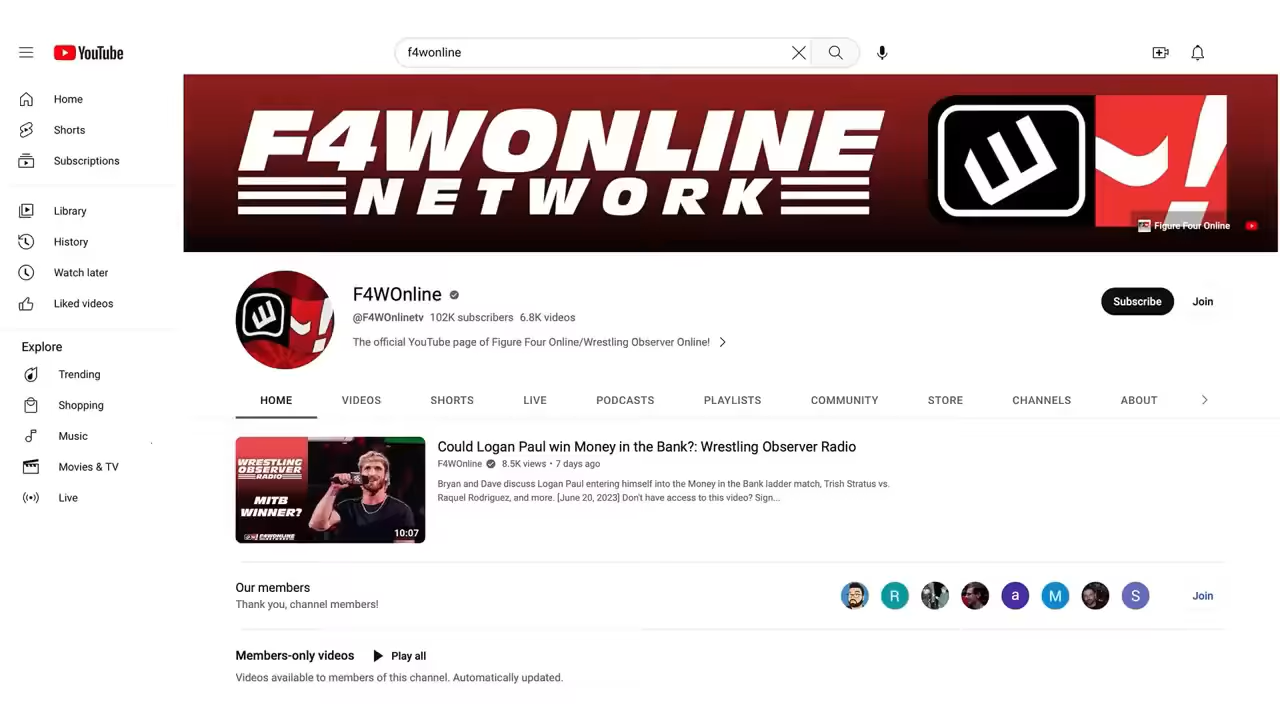 YouTube
f4wonline
Home
Shorts
Subscriptions
Library
History
Watch later
Liked videos
Explore
Trending
Shopping
Music
Movies & TV
Live
F4WONLINE
NETWORK
Figure Four Online
F4WOnline
@F4WOnlinetv 102K subscribers 6.8K videos
The official YouTube page of Figure Four Online/Wrestling Observer Online!
Subscribe
Join
HOME VIDEOS SHORTS LIVE PODCASTS PLAYLISTS COMMUNITY STORE CHANNELS ABOUT
WRESTLING
OBSERVER
RADIO
MITB
WINNER?
F4WONLINE
10:07
Could Logan Paul win Money in the Bank?: Wrestling Observer Radio
F4WOnline 8.5K views • 7 days ago
Bryan and Dave discuss Logan Paul entering himself into the Money in the Bank ladder match, Trish Stratus vs.
Raquel Rodriguez, and more. [June 20, 2023] Don't have access to this video? Sign...
Our members
Thank you, channel members!
R a M S
Join
Members-only videos Play all
Videos available to members of this channel. Automatically updated.